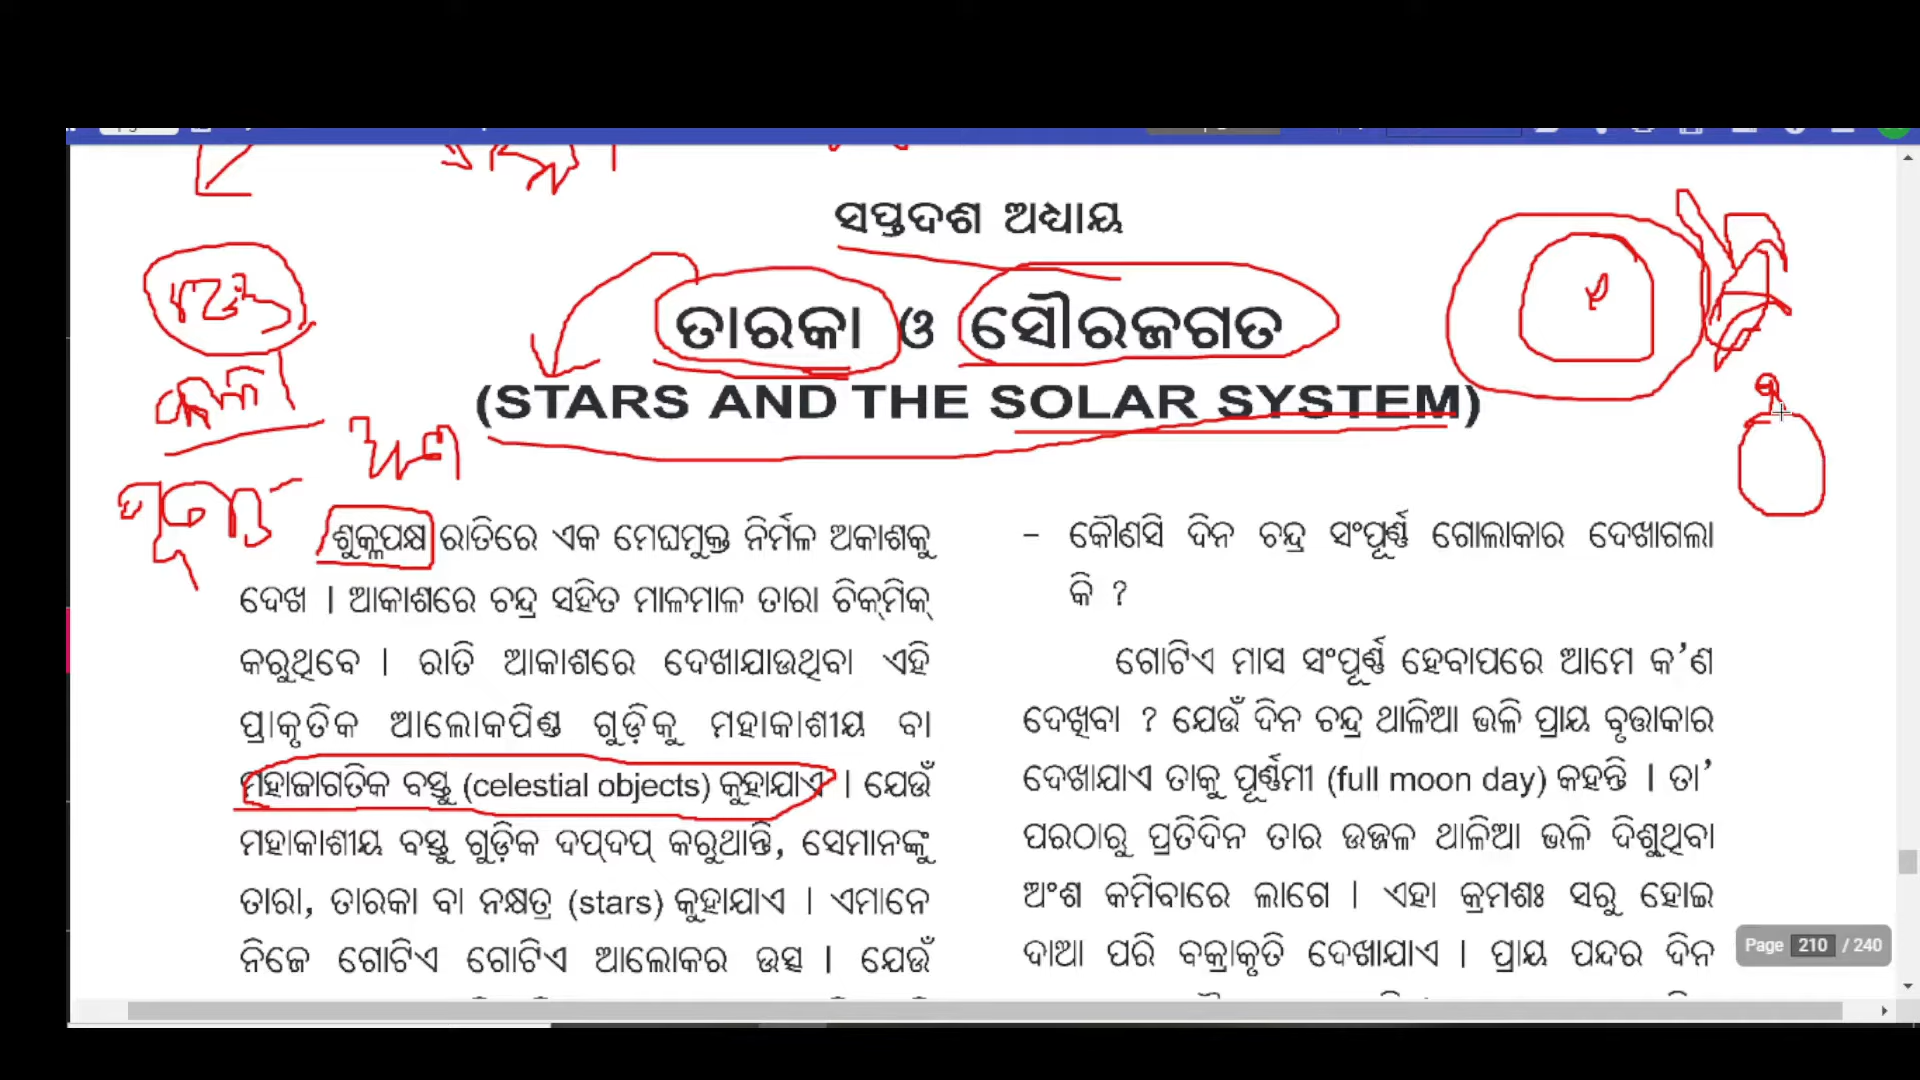 ସପ୍ତଦଶ ଅଧ୍ୟାୟ
ତାରକା ଓ ସୌରଜଗତ
(STARS AND THE SOLAR SYSTEM)
ଶୁକ୍ଳପକ୍ଷ ରାତିରେ ଏକ ମେଘମୁକ୍ତ ନିର୍ମଳ ଅକାଶକୁ
ଦେଖ । ଆକାଶରେ ଚନ୍ଦ୍ର ସହିତ ମାଳମାଳ ତାରା ଚିକ୍‌ମିକ୍
କରୁଥିବେ । ରାତି ଆକାଶରେ ଦେଖାଯାଉଥିବା ଏହି
ପ୍ରାକୃତିକ ଆଲୋକପିଣ୍ଡ ଗୁଡ଼ିକୁ ମହାକାଶୀୟ ବା
ମହାଜାଗତିକ ବସ୍ତୁ (celestial objects) କୁହାଯାଏ । ଯେଉଁ
ମହାକାଶୀୟ ବସ୍ତୁ ଗୁଡ଼ିକ ଦପ୍‌ଦପ୍ କରୁଥାନ୍ତି, ସେମାନଙ୍କୁ
ତାରା, ତାରକା ବା ନକ୍ଷତ୍ର (stars) କୁହାଯାଏ । ଏମାନେ
ନିଜେ ଗୋଟିଏ ଗୋଟିଏ ଆଲୋକର ଉତ୍ସ । ଯେଉଁ
– କୌଣସି ଦିନ ଚନ୍ଦ୍ର ସଂପୂର୍ଣ୍ଣ ଗୋଲାକାର ଦେଖାଗଲା
କି ?
ଗୋଟିଏ ମାସ ସଂପୂର୍ଣ୍ଣ ହେବାପରେ ଆମେ କ'ଣ
ଦେଖିବା ? ଯେଉଁ ଦିନ ଚନ୍ଦ୍ର ଥାଳିଆ ଭଳି ପ୍ରାୟ ବୃତ୍ତାକାର
ଦେଖାଯାଏ ତାକୁ ପୂର୍ଣ୍ଣମୀ (full moon day) କହନ୍ତି । ତା'
ପରଠାରୁ ପ୍ରତିଦିନ ତାର ଉଜ୍ଜଳ ଥାଳିଆ ଭଳି ଦିଶୁଥିବା
ଅଂଶ କମିବାରେ ଲାଗେ । ଏହା କ୍ରମଶଃ ସରୁ ହୋଇ
ଦାଆ ପରି ବକ୍ରାକୃତି ଦେଖାଯାଏ । ପ୍ରାୟ ପନ୍ଦର ଦିନ
Page 210 / 240